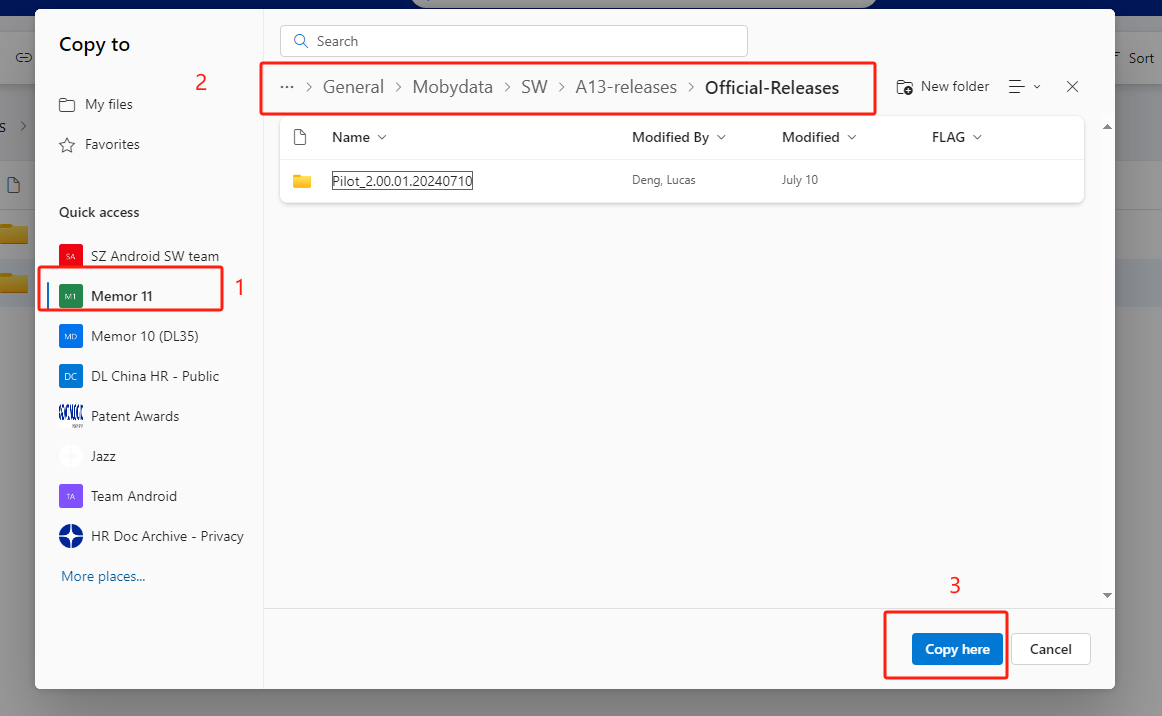 Copy to
My files
Favorites
Quick access
SA SZ Android SW team
M1 Memor 11
1
MD Memor 10 (DL35)
DC DL China HR - Public
Patent Awards
Jazz
TA Team Android
HR Doc Archive - Privacy
More places...
2
Search
··· > General > Mobydata > SW > A13-releases > Official-Releases
New folder
Name Modified By Modified FLAG
Pilot_2.00.01.20240710 Deng, Lucas July 10
3
Copy here Cancel
Sort
s >